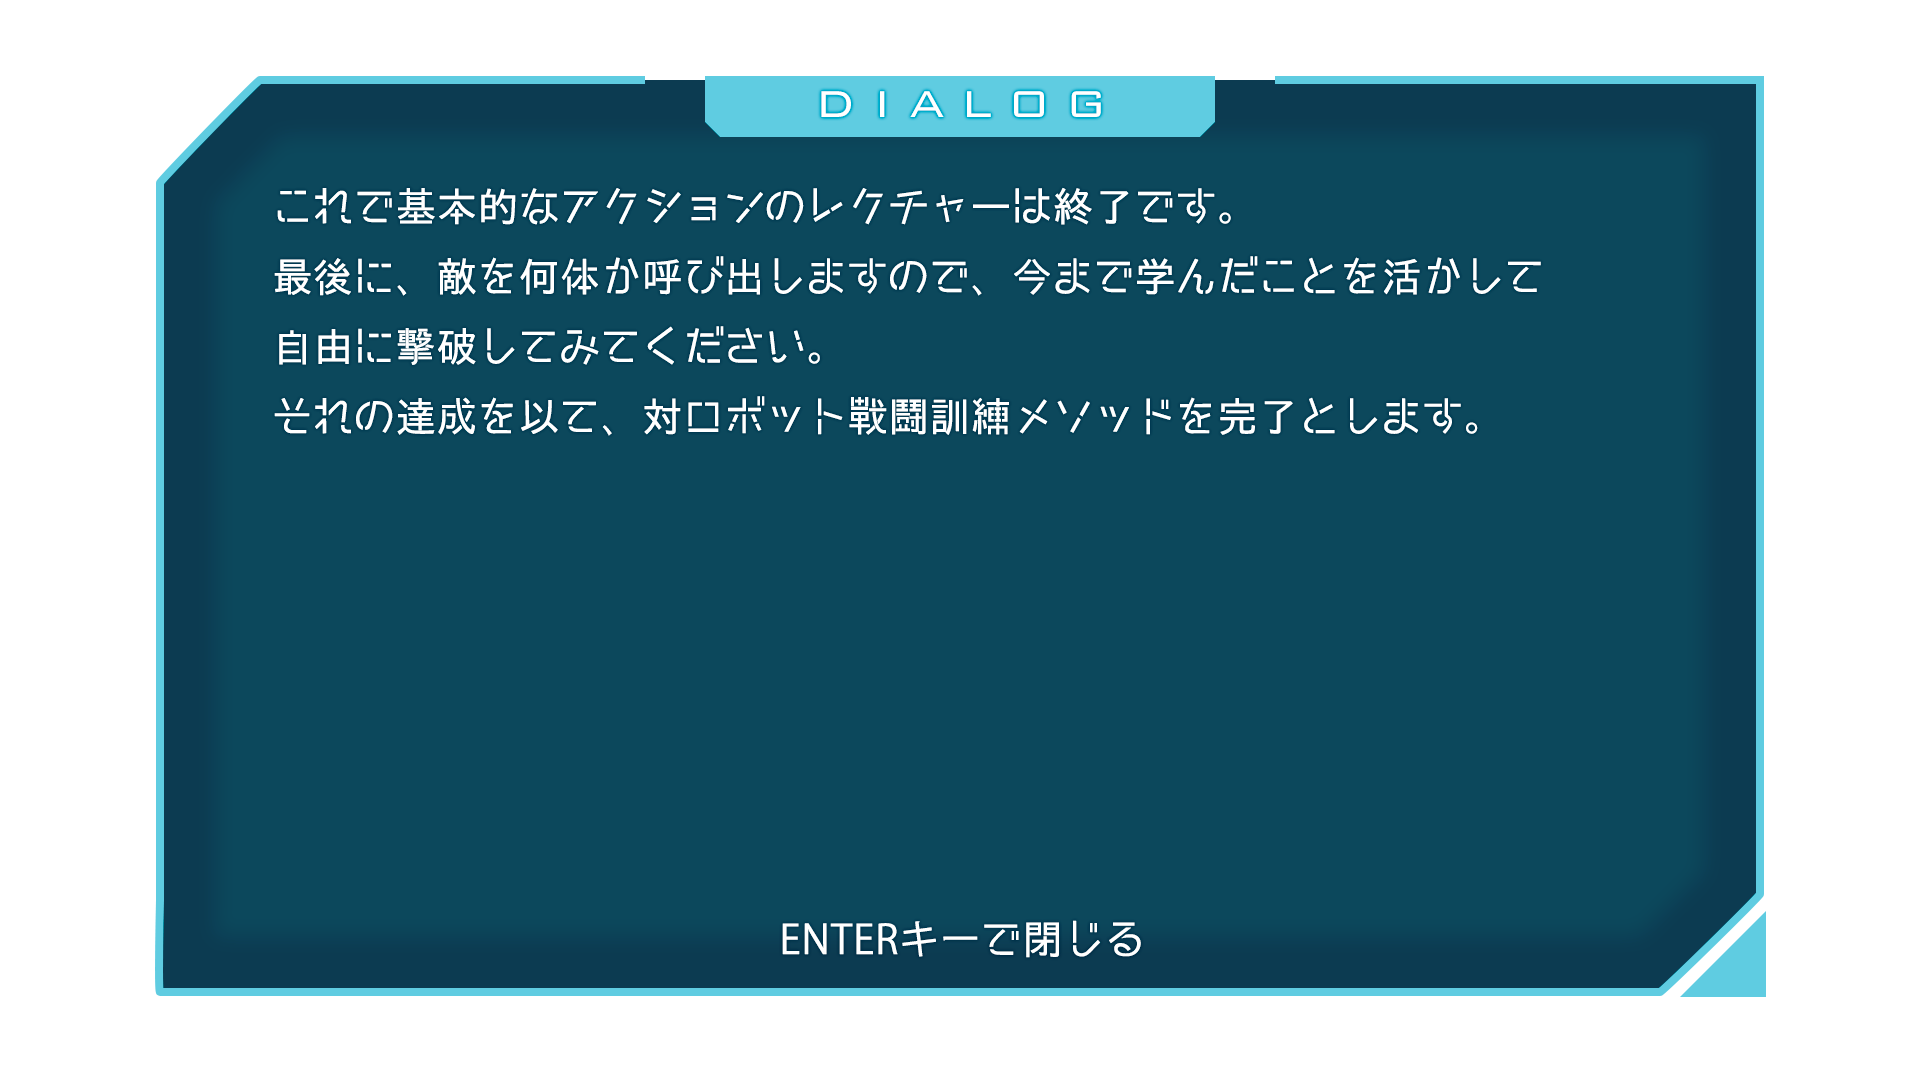 DIALOG
これで基本的なアクションのレクチャーは終了です。
最後に、敵を何体か呼び出しますので、今まで学んだことを活かして
自由に撃破してみてください。
それの達成を以て、対ロボット戦闘訓練メソッドを完了とします。
ENTERキーで閉じる